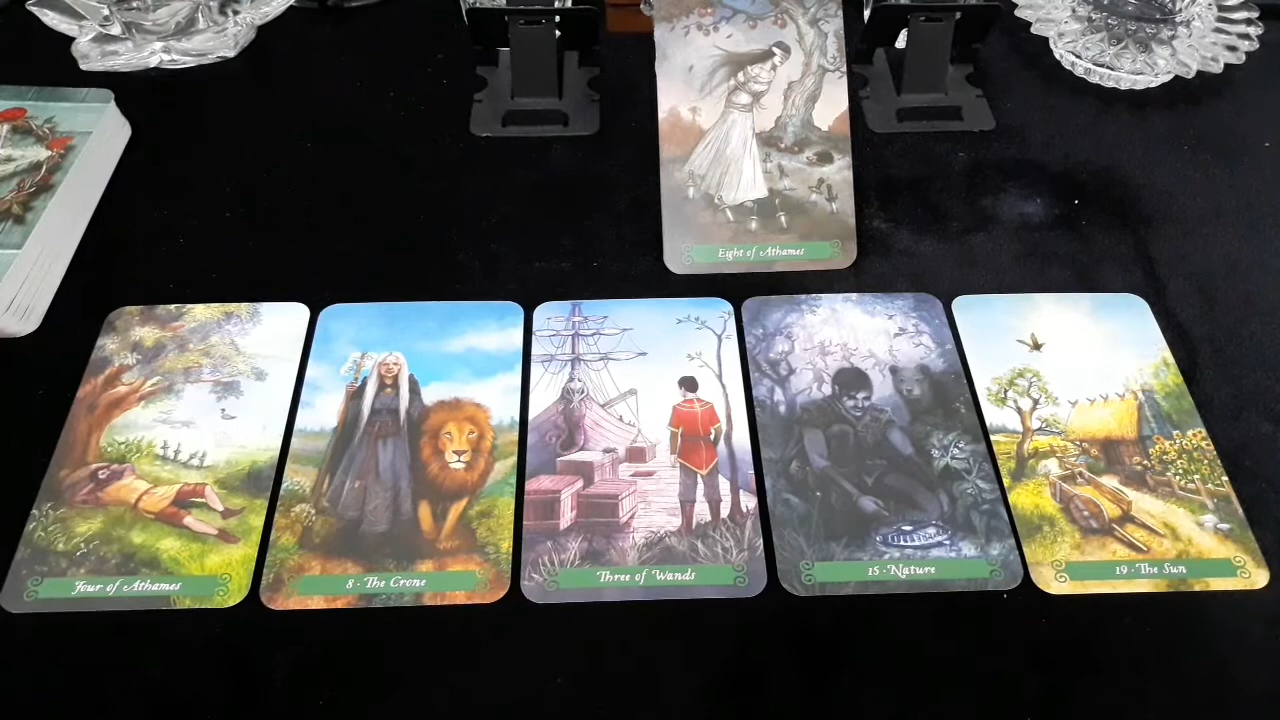 Eight of Athames
Four of Athames
8 · The Crone
Three of Wands
15 · Nature
19 · The Sun